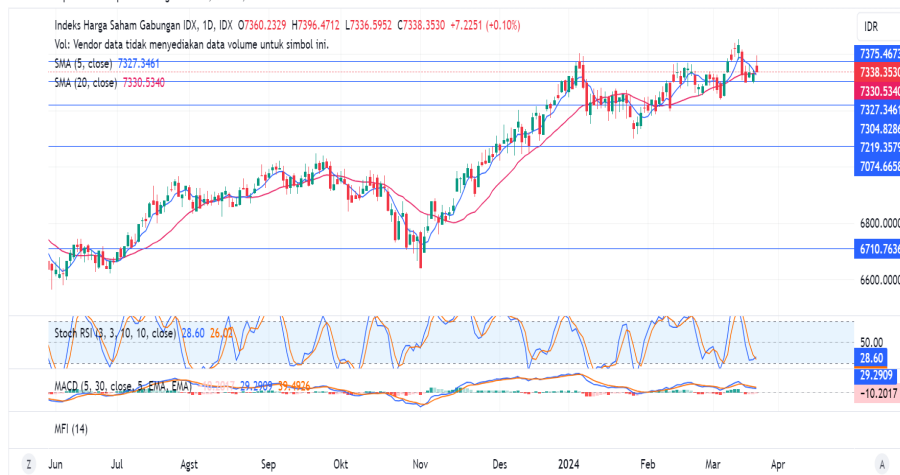 Indeks Harga Saham Gabungan IDX, 1D, IDX O7360.2329 H7396.4712 L7336.5952 C7338.3530 +7.2251 (+0.10%)
IDR
Vol: Vendor data tidak menyediakan data volume untuk simbol ini.
SMA (5, close) 7327.3461
SMA (20, close) 7330.5340
7375.4673
7338.3530
7330.5340
7327.3461
7304.8286
7219.3579
7074.6658
6800.0000
6710.7636
6600.0000
Stoch RSI (3, 3, 10, 10, close) 28.60 26.03
50.00
28.60
MACD (5, 30, close, 5, EMA, EMA) -10.2017 29.2909 39.4926
29.2909
−10.2017
MFI (14)
Z Jun Jul Agst Sep Okt Nov Des 2024 Feb Mar Apr A